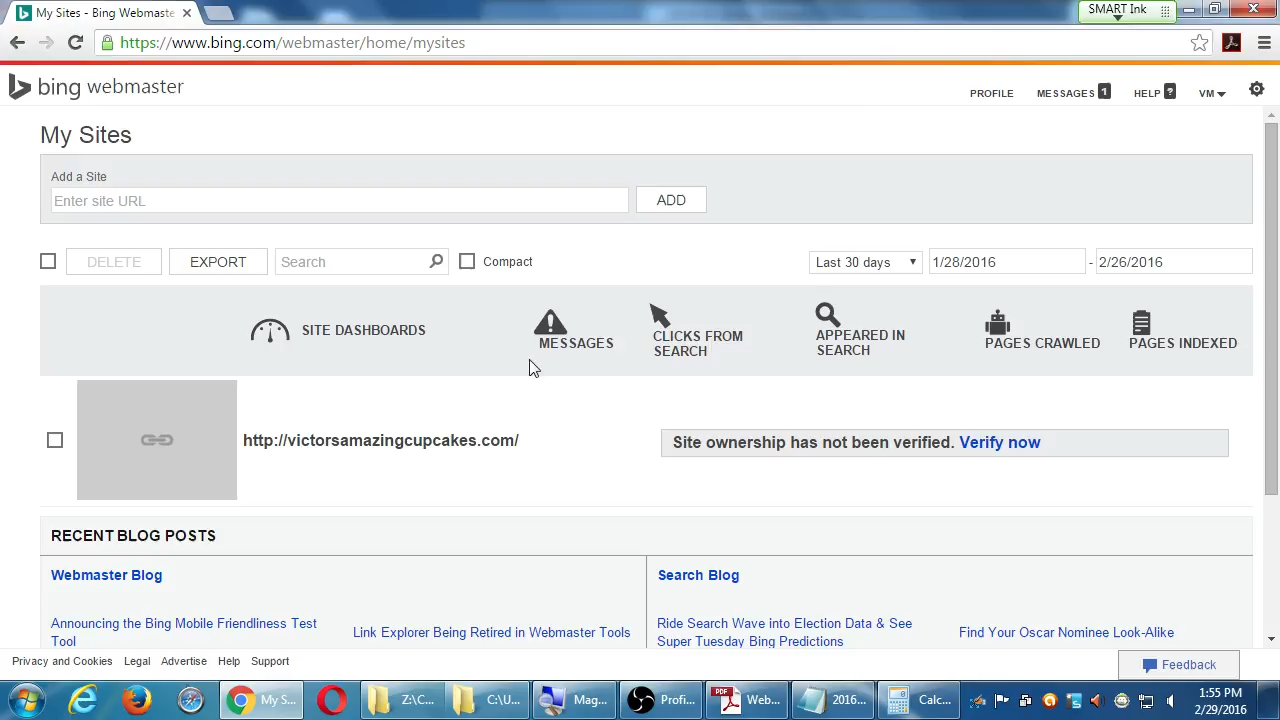 My Sites - Bing Webmaste
SMART Ink
https://www.bing.com/webmaster/home/mysites
bing webmaster
PROFILE MESSAGES 1 HELP ? VM
My Sites
Add a Site
Enter site URL ADD
DELETE EXPORT Search Compact Last 30 days 1/28/2016 - 2/26/2016
SITE DASHBOARDS MESSAGES CLICKS FROM SEARCH APPEARED IN SEARCH PAGES CRAWLED PAGES INDEXED
http://victorsamazingcupcakes.com/ Site ownership has not been verified. Verify now
RECENT BLOG POSTS
Webmaster Blog Search Blog
Announcing the Bing Mobile Friendliness Test Tool
Link Explorer Being Retired in Webmaster Tools
Ride Search Wave into Election Data & See Super Tuesday Bing Predictions
Find Your Oscar Nominee Look-Alike
Privacy and Cookies Legal Advertise Help Support Feedback
My S... Z:\C... C:\U... Mag... Profi... PDF Web... 2016... Calc... 1:55 PM
2/29/2016